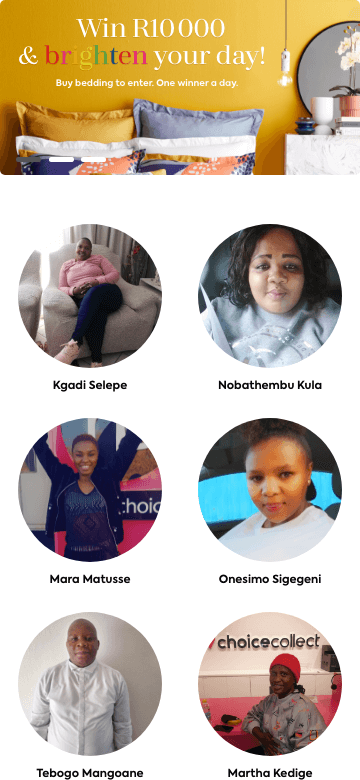 Win R10 000
& brighten your day!
Buy bedding to enter. One winner a day.
Kgadi Selepe
Nobathembu Kula
choic
Mara Matusse
Onesimo Sigegeni
choicecollect
Tebogo Mangoane
Martha Kedige